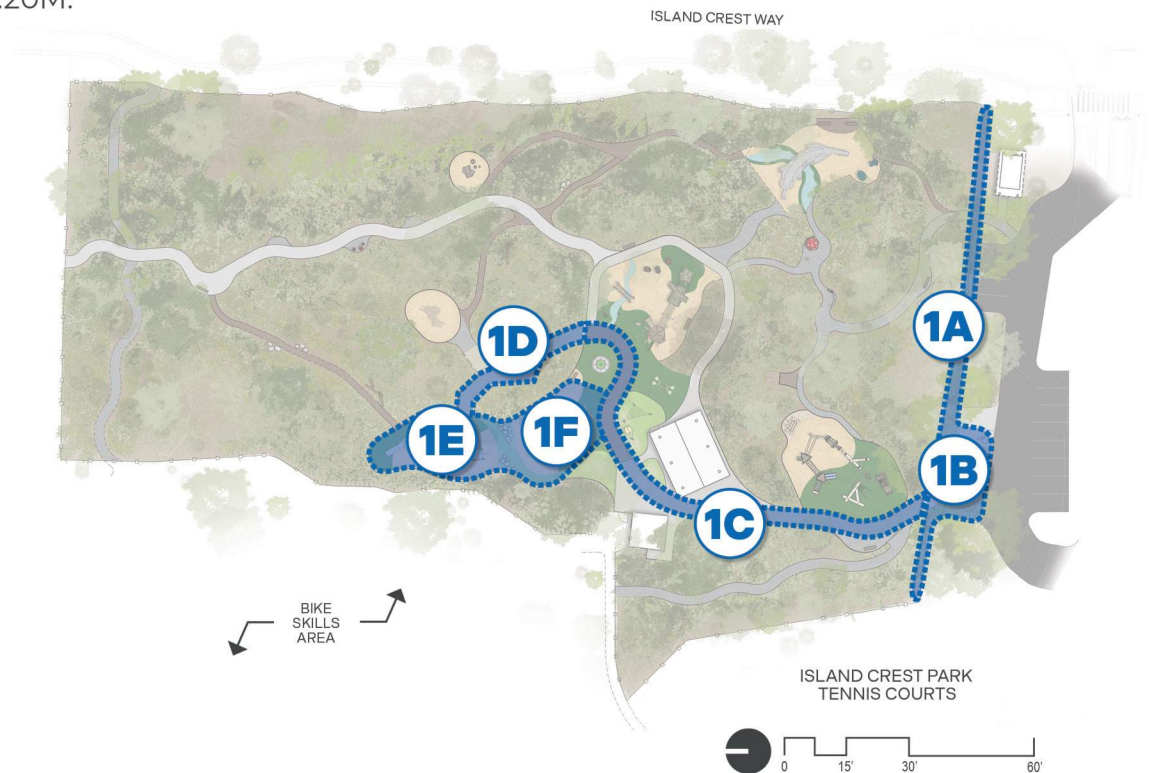 .20M.
ISLAND CREST WAY
1A
1D
1E
1F
1B
1C
BIKE
SKILLS
AREA
ISLAND CREST PARK
TENNIS COURTS
0
15'
30'
60'